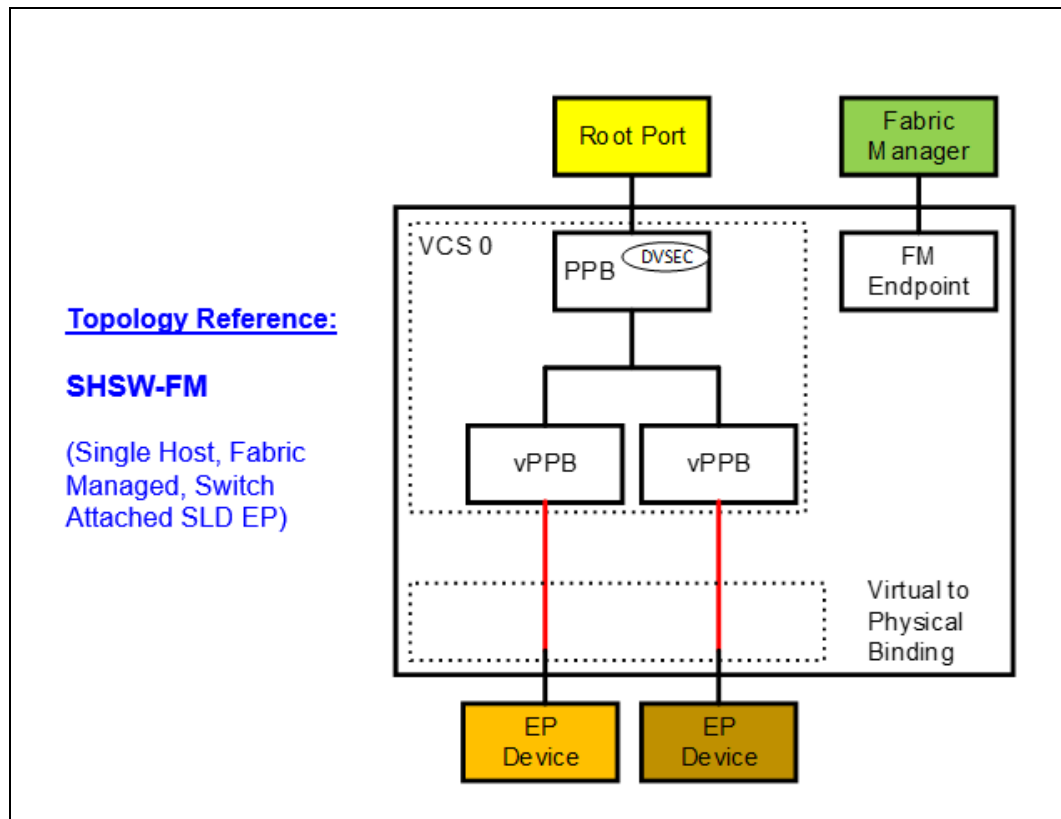 Root Port
Fabric
Manager
VCS 0
PPB
DVSEC
FM
Endpoint
Topology Reference:
SHSW-FM
(Single Host, Fabric
Managed, Switch
Attached SLD EP)
vPPB
vPPB
Virtual to
Physical
Binding
EP
Device
EP
Device